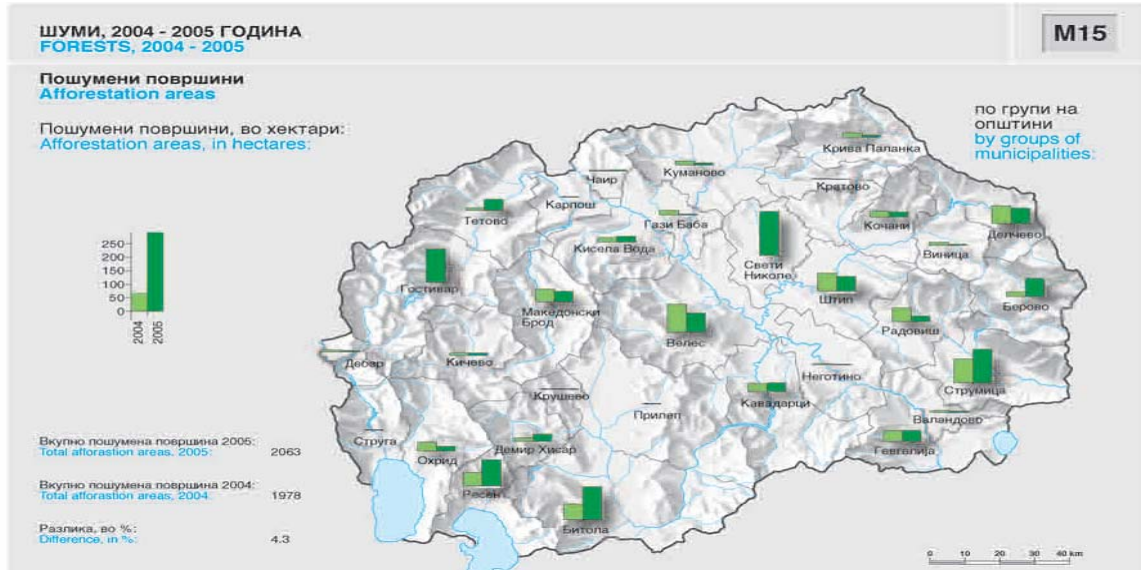 ШУМИ, 2004 - 2005 ГОДИНА
FORESTS, 2004 - 2005
M15
Пошумени површини
Afforestation areas
Пошумени површини, во хектари:
Afforestation areas, in hectares:
по групи на
општини
by groups of
municipalities:
250
200
150
100
50
0
2004
2005
Крива Паланка
Куманово
Чаир
Кратово
Карпош
Тетово
Гази Баба
Кочани
Делчево
Кисела Вода
Виница
Свети
Николе
Гостивар
Штип
Берово
Македонски
Брод
Радовиш
Велес
Дебар
Кичево
Неготино
Струмица
Крушево
Кавадарци
Прилеп
Валандово
Струга
Охрид
Демир Хисар
Гевгелија
Ресен
Битола
Вкупно пошумена површина 2005:
Total afforastion areas, 2005: 2063
Вкупно пошумена површина 2004:
Total afforastion areas, 2004: 1978
Разлика, во %:
Difference, in %: 4.3
0 10 20 30 40 km